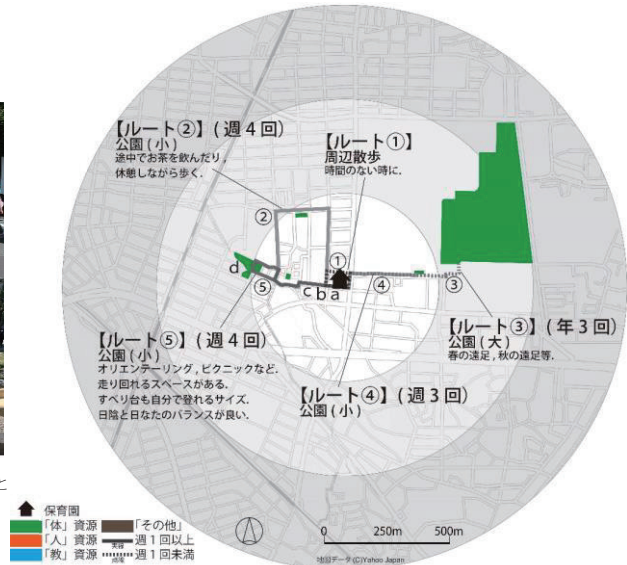 【ルート②】(週4回)
公園(小)
途中でお茶を飲んだり,
休憩しながら歩く.
【ルート①】
周辺散歩
時間のない時に.
②
①
d
⑤
c b a
④
③
【ルート⑤】(週4回)
公園(小)
オリエンテーリング,ピクニックなど.
走り回れるスペースがある.
すべり台も自分で登れるサイズ.
日陰と日なたのバランスが良い.
【ルート④】(週3回)
公園(小)
【ルート③】(年3回)
公園(大)
春の遠足,秋の遠足等.
と
保育園
「体」資源 「その他」
「人」資源 実線 週1回以上
「教」資源 点線 週1回未満
0 250m 500m
地図データ(C)Yahoo Japan